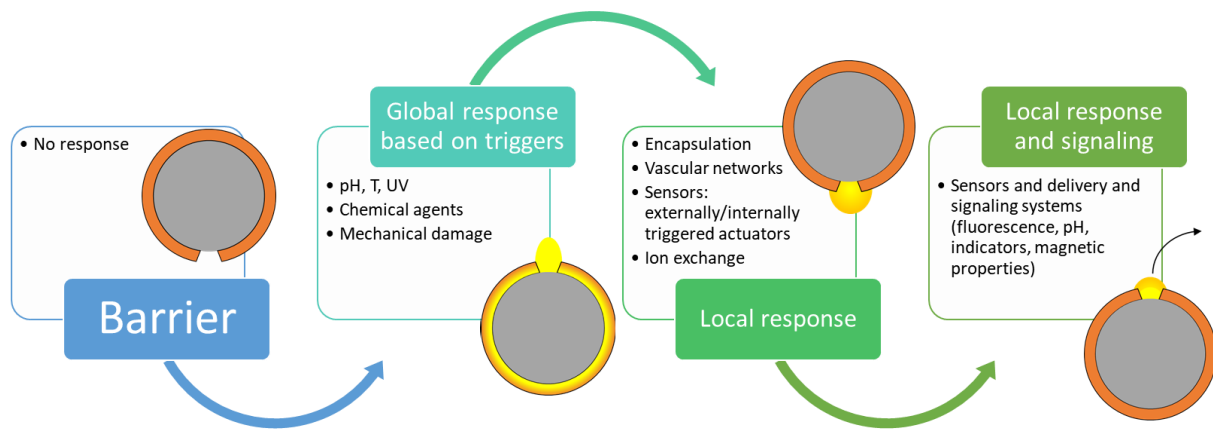 • No response
Barrier
Global response
based on triggers
• pH, T, UV
• Chemical agents
• Mechanical damage
• Encapsulation
• Vascular networks
• Sensors:
externally/internally
triggered actuators
• Ion exchange
Local response
Local response
and signaling
• Sensors and delivery and
signaling systems
(fluorescence, pH,
indicators, magnetic
properties)